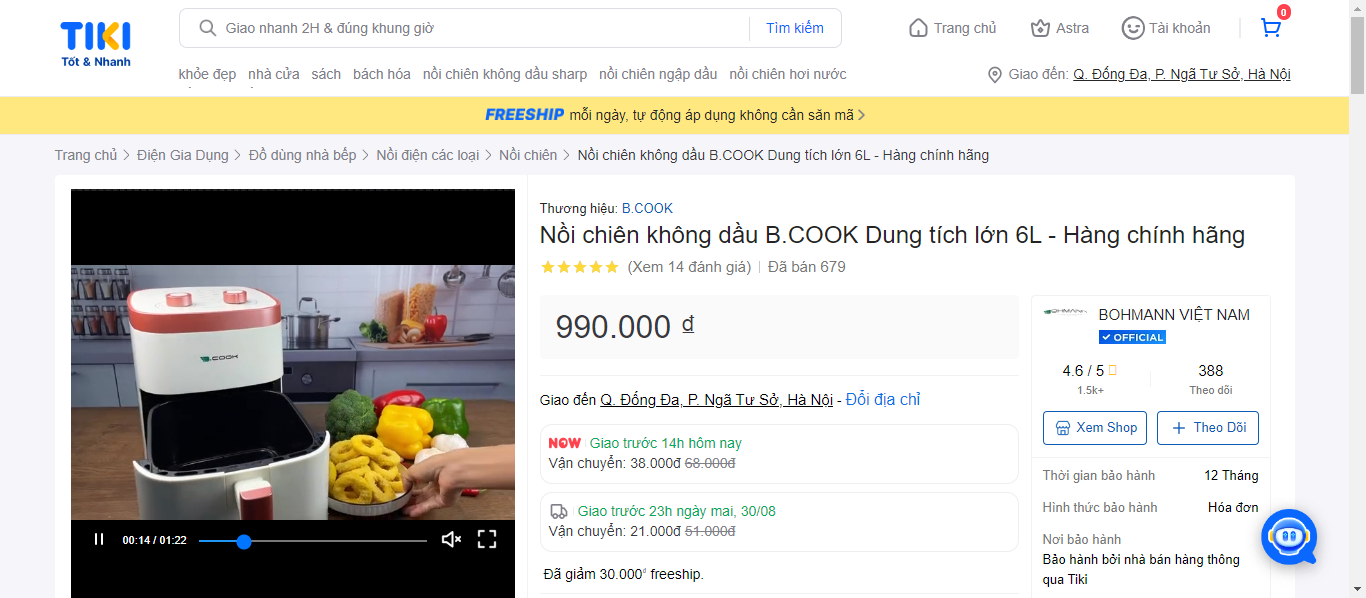 TIKI
Tốt & Nhanh
Giao nhanh 2H & đúng khung giờ
Tìm kiếm
Trang chủ
Astra
Tài khoản
0
khỏe đẹp nhà cửa sách bách hóa nồi chiên không dầu sharp nồi chiên ngập dầu nồi chiên hơi nước
Giao đến: Q. Đống Đa, P. Ngã Tư Sở, Hà Nội
FREESHIP mỗi ngày, tự động áp dụng không cần săn mã
Trang chủ > Điện Gia Dụng > Đồ dùng nhà bếp > Nồi điện các loại > Nồi chiên > Nồi chiên không dầu B.COOK Dung tích lớn 6L - Hàng chính hãng
B.COOK
00:14 / 01:22
Thương hiệu: B.COOK
Nồi chiên không dầu B.COOK Dung tích lớn 6L - Hàng chính hãng
(Xem 14 đánh giá) | Đã bán 679
990.000 ₫
Giao đến Q. Đống Đa, P. Ngã Tư Sở, Hà Nội - Đổi địa chỉ
NOW Giao trước 14h hôm nay
Vận chuyển: 38.000đ 68.000đ
Giao trước 23h ngày mai, 30/08
Vận chuyển: 21.000đ 51.000đ
Đã giảm 30.000₫ freeship.
BOHMANN
BOHMANN VIỆT NAM
OFFICIAL
4.6 / 5
1.5k+
388
Theo dõi
Xem Shop
Theo Dõi
Thời gian bảo hành 12 Tháng
Hình thức bảo hành Hóa đơn
Nơi bảo hành
Bảo hành bởi nhà bán hàng thông
qua Tiki